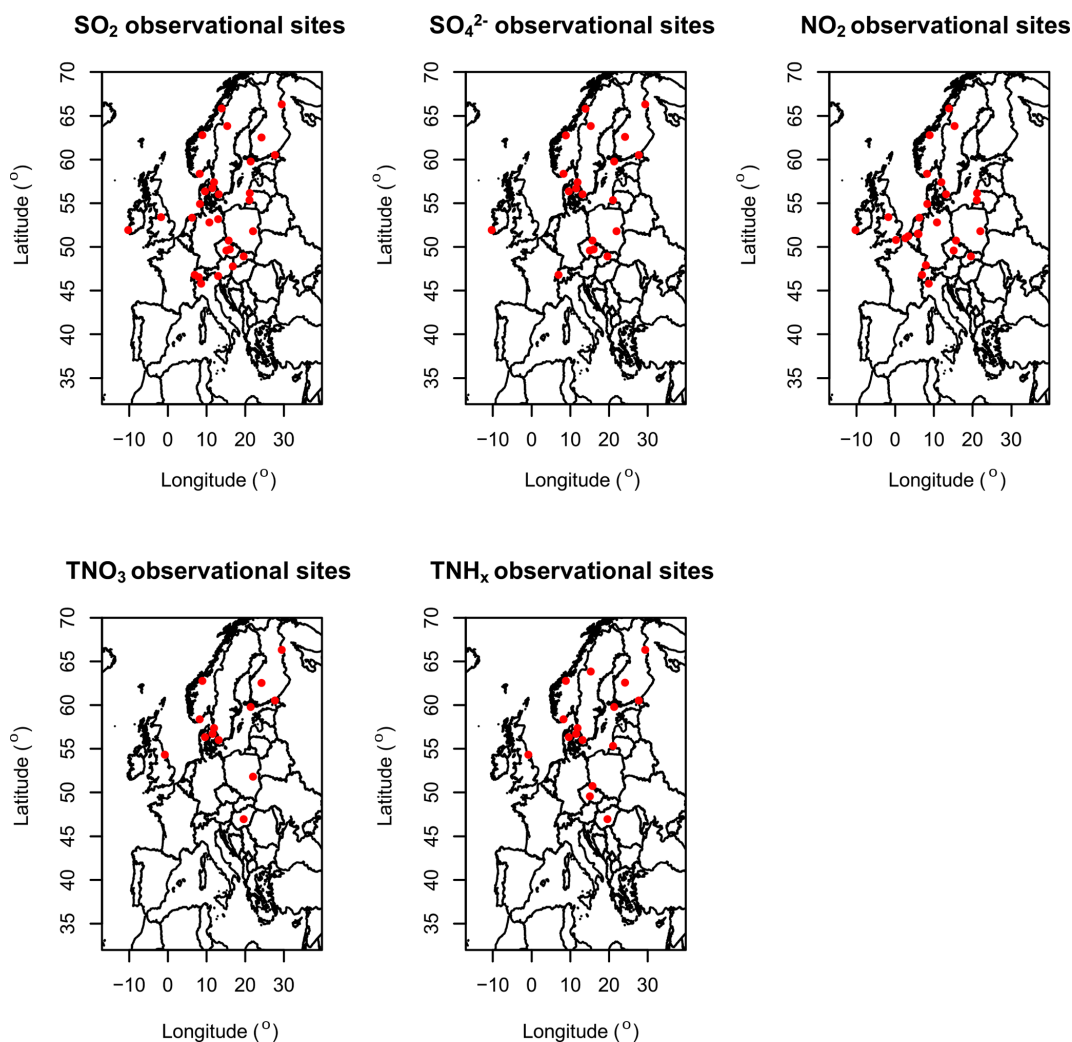 SO₂ observational sites
70
65
60
55
50
45
40
35
Latitude (°)
−10 0 10 20 30
Longitude (°)
SO₄²⁻ observational sites
70
65
60
55
50
45
40
35
Latitude (°)
−10 0 10 20 30
Longitude (°)
NO₂ observational sites
70
65
60
55
50
45
40
35
Latitude (°)
−10 0 10 20 30
Longitude (°)
TNO₃ observational sites
70
65
60
55
50
45
40
35
Latitude (°)
−10 0 10 20 30
Longitude (°)
TNHₓ observational sites
70
65
60
55
50
45
40
35
Latitude (°)
−10 0 10 20 30
Longitude (°)